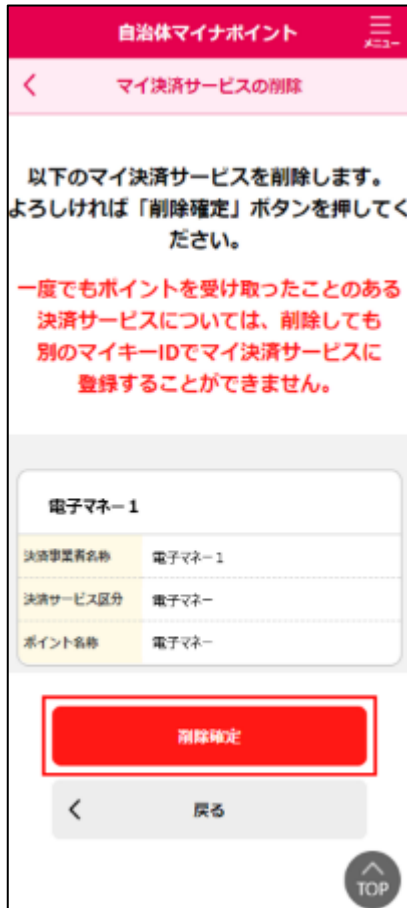 自治体マイナポイント
メニュー
マイ決済サービスの削除
以下のマイ決済サービスを削除します。
よろしければ「削除確定」ボタンを押してく
ださい。
一度でもポイントを受け取ったことのある
決済サービスについては、削除しても
別のマイキーIDでマイ決済サービスに
登録することができません。
電子マネー1
決済事業者名称 電子マネー1
決済サービス区分 電子マネー
ポイント名称 電子マネー
削除確定
戻る
TOP